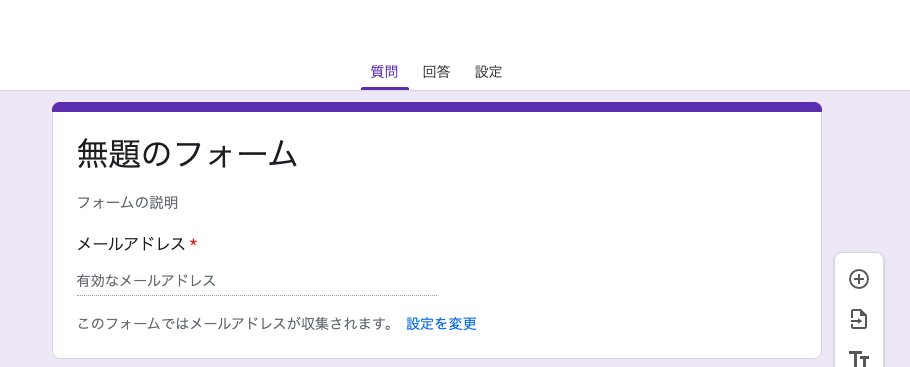 質問 回答 設定
無題のフォーム
フォームの説明
メールアドレス *
有効なメールアドレス
このフォームではメールアドレスが収集されます。 設定を変更